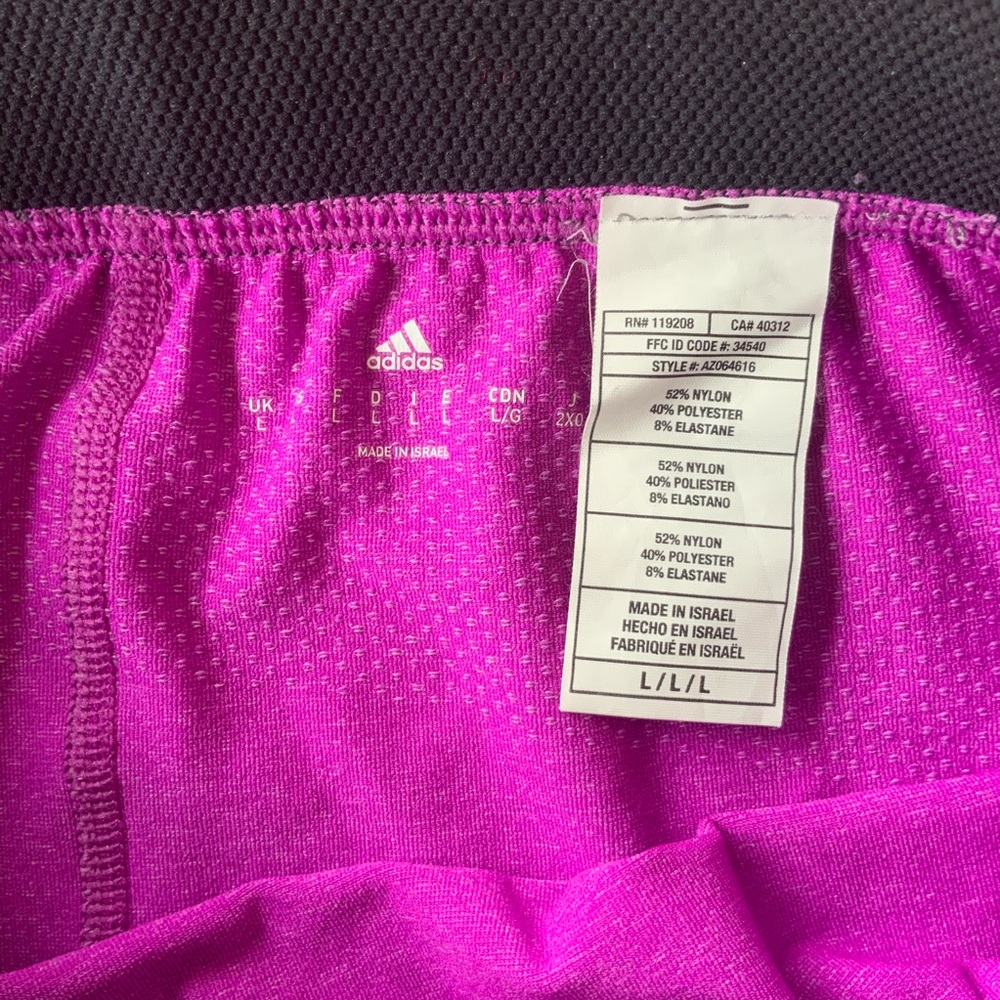 adidas
UK F D I E CDN J
L L L L L L/G 2XO
MADE IN ISRAEL
RN# 119208 CA# 40312
FFC ID CODE #: 34540
STYLE #: AZ064616
52% NYLON
40% POLYESTER
8% ELASTANE
52% NYLON
40% POLIESTER
8% ELASTANO
52% NYLON
40% POLYESTER
8% ELASTANE
MADE IN ISRAEL
HECHO EN ISRAEL
FABRIQUÉ EN ISRAËL
L / L / L